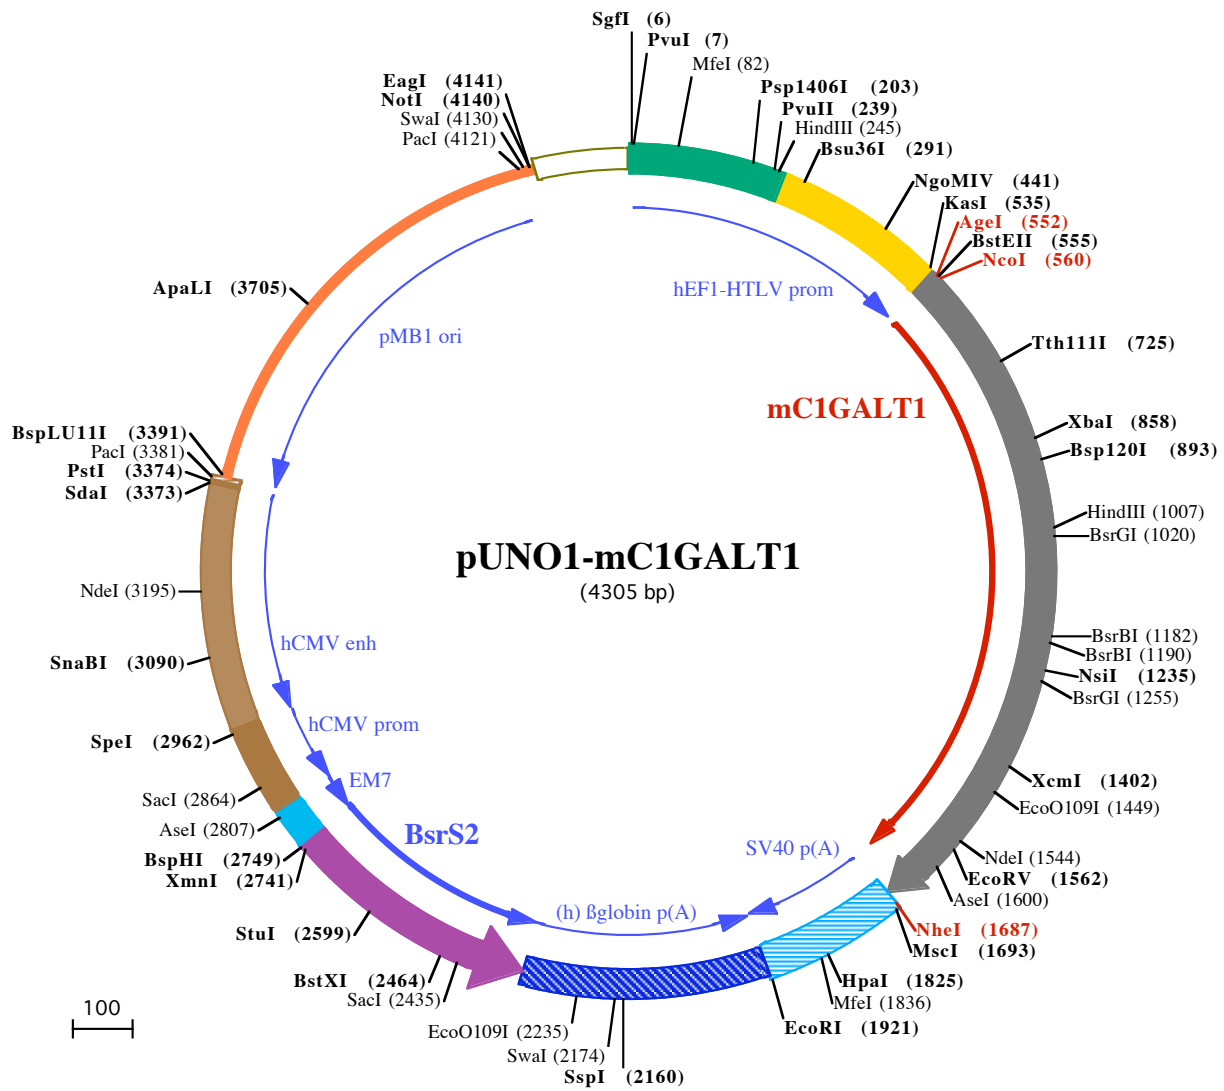 SgfI (6)
PvuI (7)
MfeI (82)
Psp1406I (203)
PvuII (239)
HindIII (245)
Bsu36I (291)
NgoMIV (441)
KasI (535)
AgeI (552)
BstEII (555)
NcoI (560)
Tth111I (725)
XbaI (858)
Bsp120I (893)
HindIII (1007)
BsrGI (1020)
BsrBI (1182)
BsrBI (1190)
NsiI (1235)
BsrGI (1255)
XcmI (1402)
EcoO109I (1449)
NdeI (1544)
EcoRV (1562)
AseI (1600)
NheI (1687)
MscI (1693)
HpaI (1825)
MfeI (1836)
EcoRI (1921)
SspI (2160)
SwaI (2174)
EcoO109I (2235)
SacI (2435)
BstXI (2464)
StuI (2599)
XmnI (2741)
BspHI (2749)
AseI (2807)
SacI (2864)
SpeI (2962)
SnaBI (3090)
NdeI (3195)
SdaI (3373)
PstI (3374)
PacI (3381)
BspLU11I (3391)
ApaLI (3705)
PacI (4121)
SwaI (4130)
NotI (4140)
EagI (4141)
hEF1-HTLV prom
mC1GALT1
SV40 p(A)
(h) ßglobin p(A)
BsrS2
EM7
hCMV prom
hCMV enh
pMB1 ori
pUNO1-mC1GALT1
(4305 bp)
100